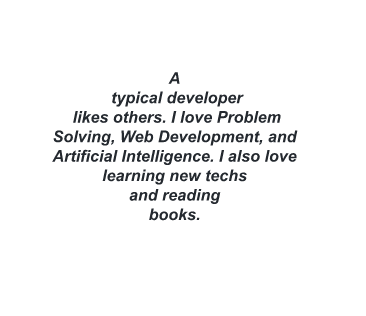 A
typical developer
likes others. I love Problem
Solving, Web Development, and
Artificial Intelligence. I also love
learning new techs
and reading
books.